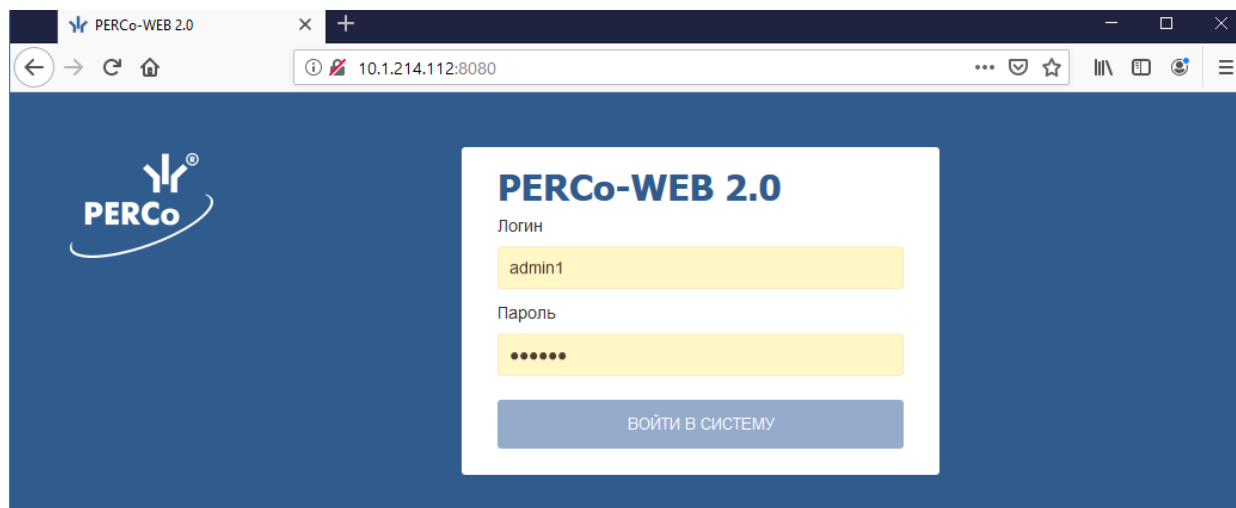 PERCo-WEB 2.0
10.1.214.112:8080
PERCo®
PERCo-WEB 2.0
Логин
admin1
Пароль
••••••
ВОЙТИ В СИСТЕМУ